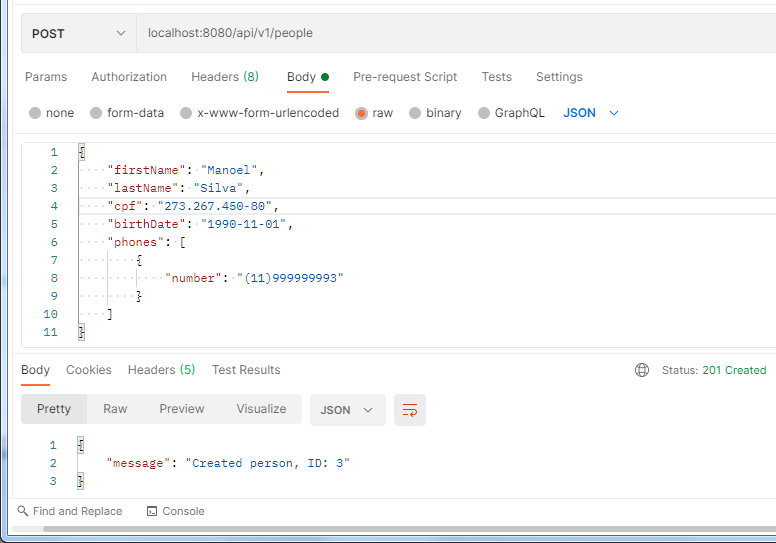 POST localhost:8080/api/v1/people
Params Authorization Headers (8) Body Pre-request Script Tests Settings
none form-data x-www-form-urlencoded raw binary GraphQL JSON
1 {
2 "firstName": "Manoel",
3 "lastName": "Silva",
4 "cpf": "273.267.450-80",
5 "birthDate": "1990-11-01",
6 "phones": [
7 {
8 "number": "(11)999999993"
9 }
10 ]
11 }
Body Cookies Headers (5) Test Results Status: 201 Created
Pretty Raw Preview Visualize JSON
1 {
2 "message": "Created person, ID: 3"
3 }
Find and Replace Console